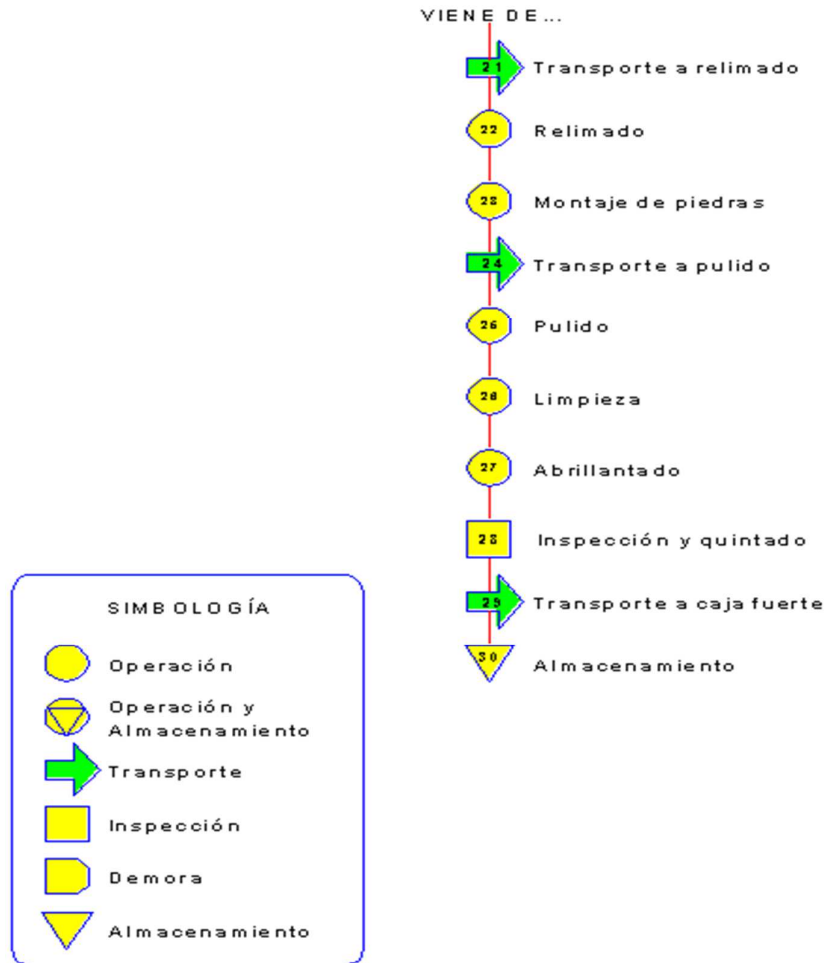 VIENE DE...
21 Transporte a relimado
22 Relimado
23 Montaje de piedras
24 Transporte a pulido
25 Pulido
26 Limpieza
27 Abrillantado
28 Inspección y quintado
29 Transporte a caja fuerte
30 Almacenamiento
SIMBOLOGÍA
Operación
Operación y
Almacenamiento
Transporte
Inspección
Demora
Almacenamiento